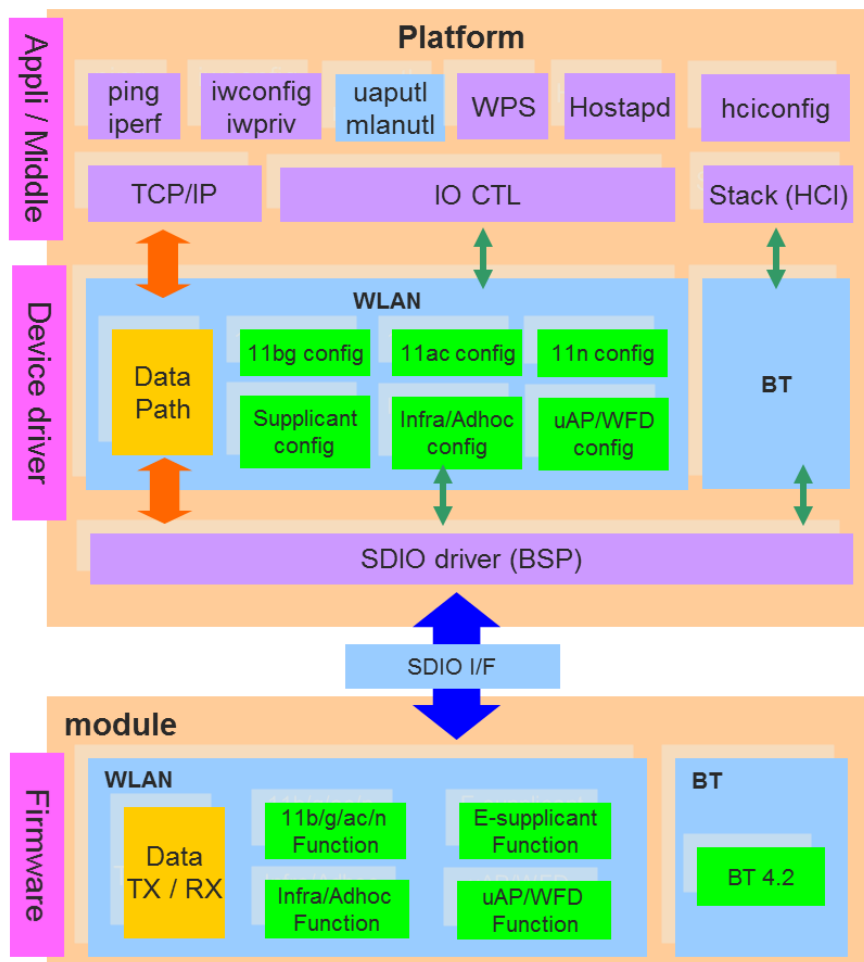 Platform
Appli / Middle
ping
iperf
iwconfig
iwpriv
uaputl
mlanutl
WPS
Hostapd
hciconfig
TCP/IP
IO CTL
Stack (HCI)
Device driver
WLAN
Data
Path
11bg config
11ac config
11n config
Supplicant
config
Infra/Adhoc
config
uAP/WFD
config
BT
SDIO driver (BSP)
SDIO I/F
module
Firmware
WLAN
Data
TX / RX
11b/g/ac/n
Function
E-supplicant
Function
Infra/Adhoc
Function
uAP/WFD
Function
BT
BT 4.2